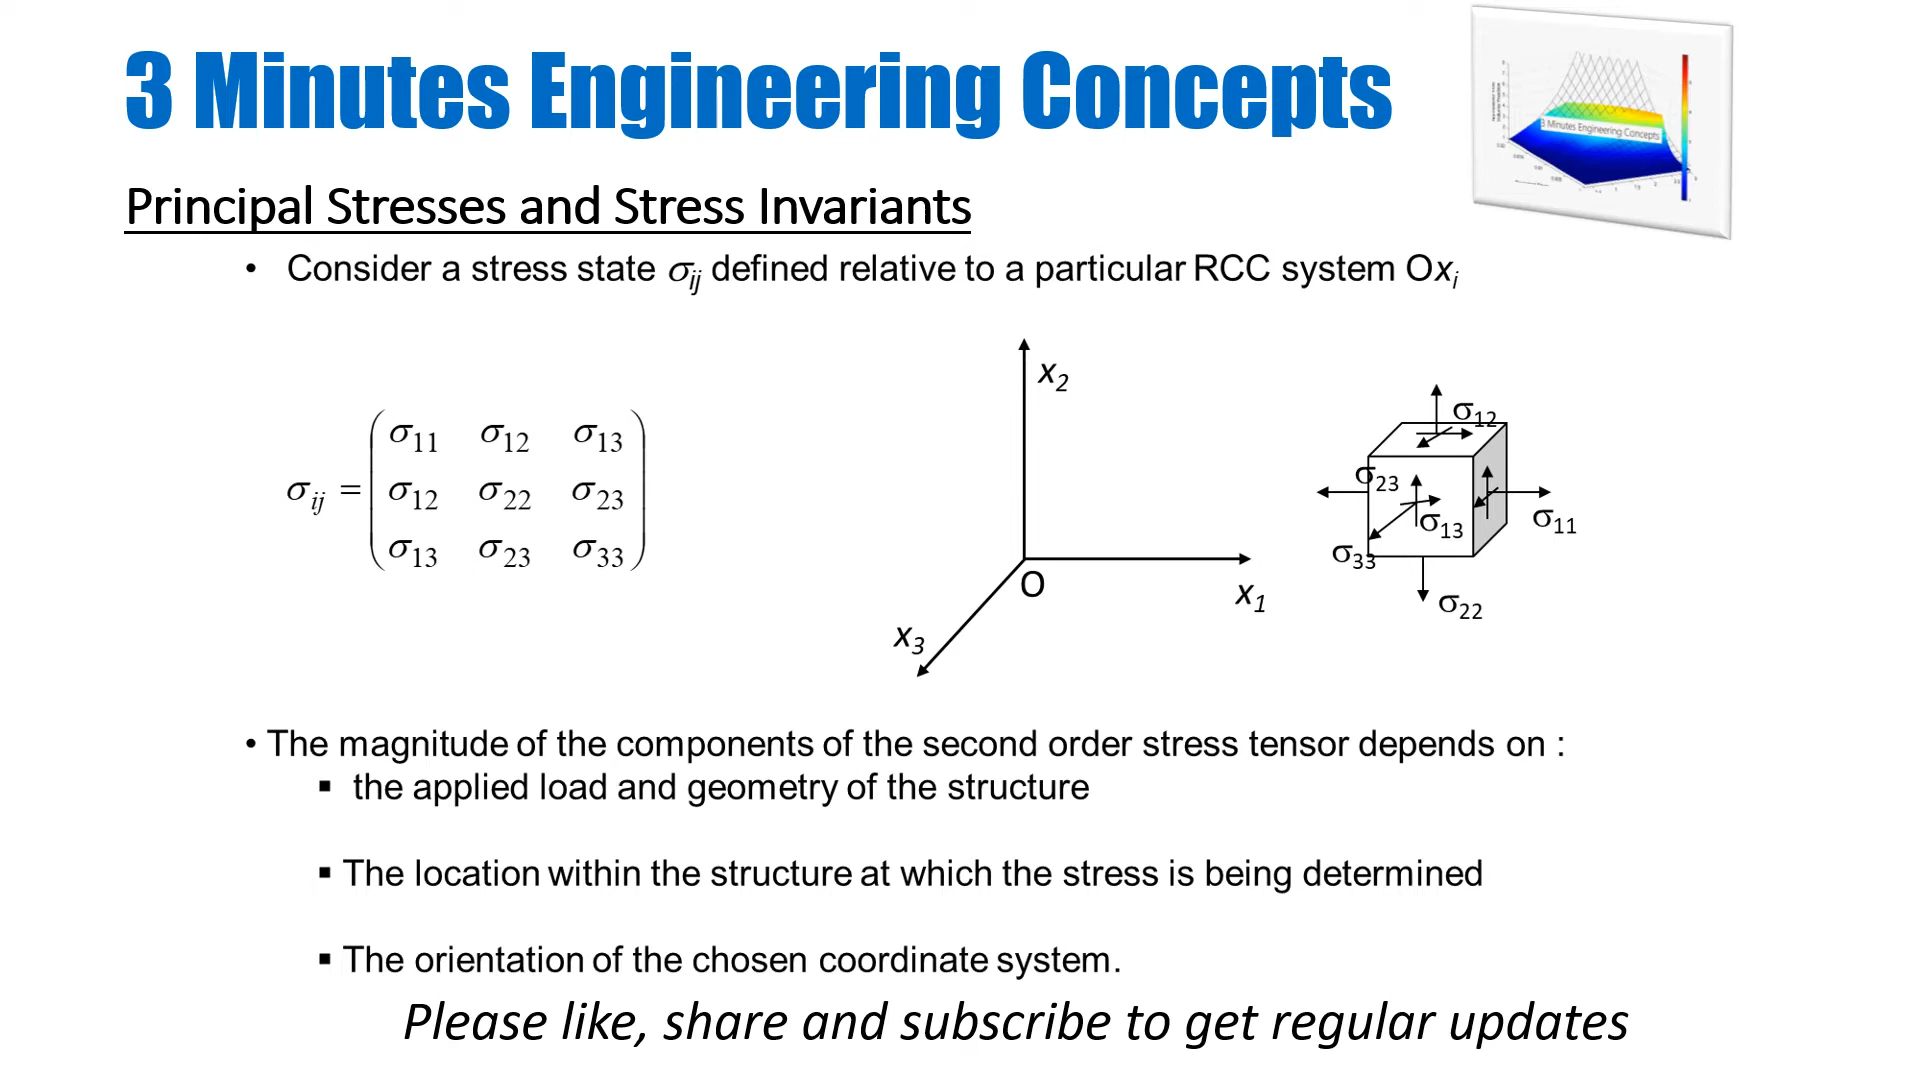 3 Minutes Engineering Concepts
3 Minutes Engineering Concepts
Principal Stresses and Stress Invariants
• Consider a stress state σij defined relative to a particular RCC system Oxi
x2
σ12
σij = ( σ11 σ12 σ13
σ12 σ22 σ23
σ13 σ23 σ33 )
σ23
σ13
σ11
σ33
O
x1
σ22
x3
• The magnitude of the components of the second order stress tensor depends on :
▪ the applied load and geometry of the structure
▪ The location within the structure at which the stress is being determined
▪ The orientation of the chosen coordinate system.
Please like, share and subscribe to get regular updates